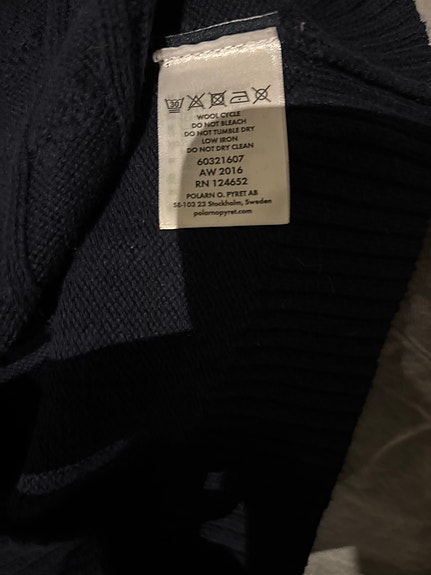 30
WOOL CYCLE
DO NOT BLEACH
DO NOT TUMBLE DRY
LOW IRON
DO NOT DRY CLEAN
60321607
AW 2016
RN 124652
POLARN O. PYRET AB
SE-103 23 Stockholm, Sweden
polarnopyret.com